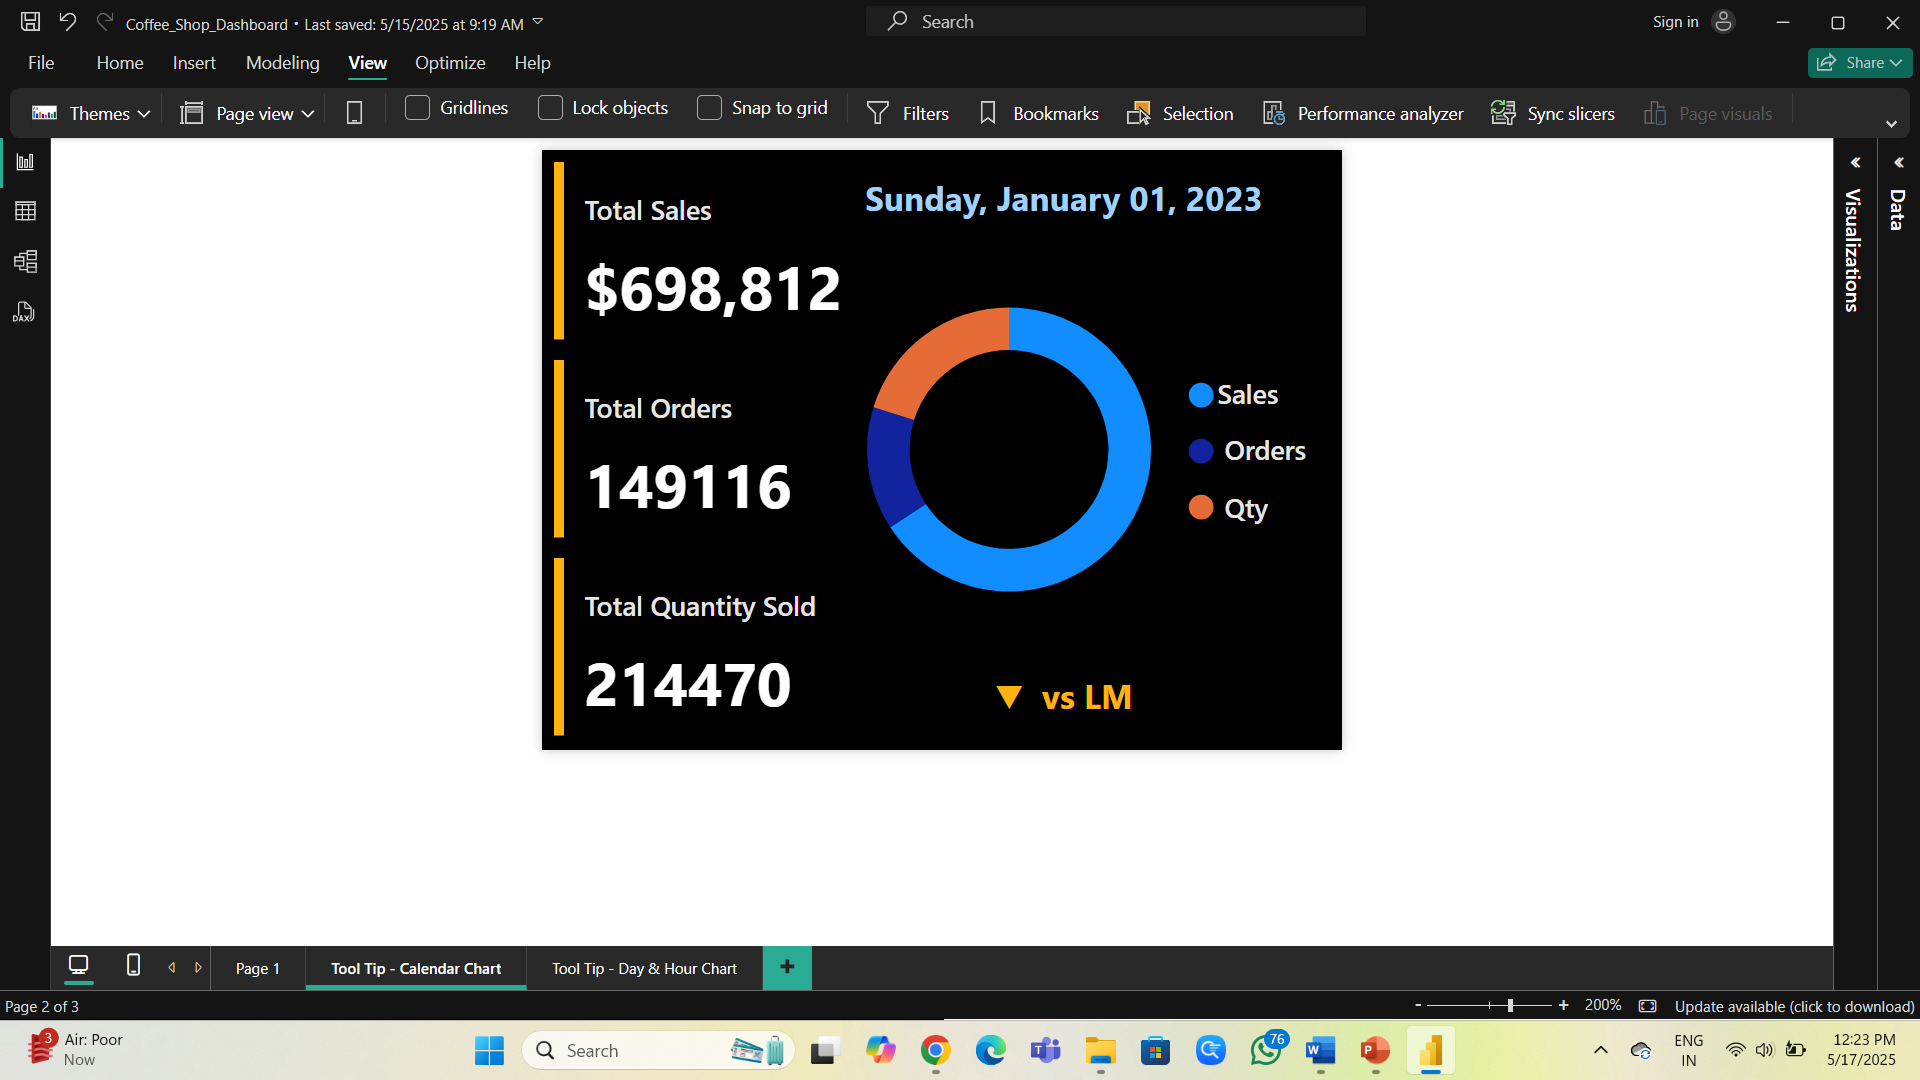 Coffee_Shop_Dashboard • Last saved: 5/15/2025 at 9:19 AM
Search
Sign in
File Home Insert Modeling View Optimize Help
Share
Themes Page view Gridlines Lock objects Snap to grid Filters Bookmarks Selection Performance analyzer Sync slicers Page visuals
DAX
Total Sales
$698,812
Total Orders
149116
Total Quantity Sold
214470
Sunday, January 01, 2023
Sales
Orders
Qty
▼ vs LM
Visualizations
Data
Page 1 Tool Tip - Calendar Chart Tool Tip - Day & Hour Chart +
Page 2 of 3
- + 200% Update available (click to download)
3
Air: Poor
Now
Search
76
ENG
IN
12:23 PM
5/17/2025